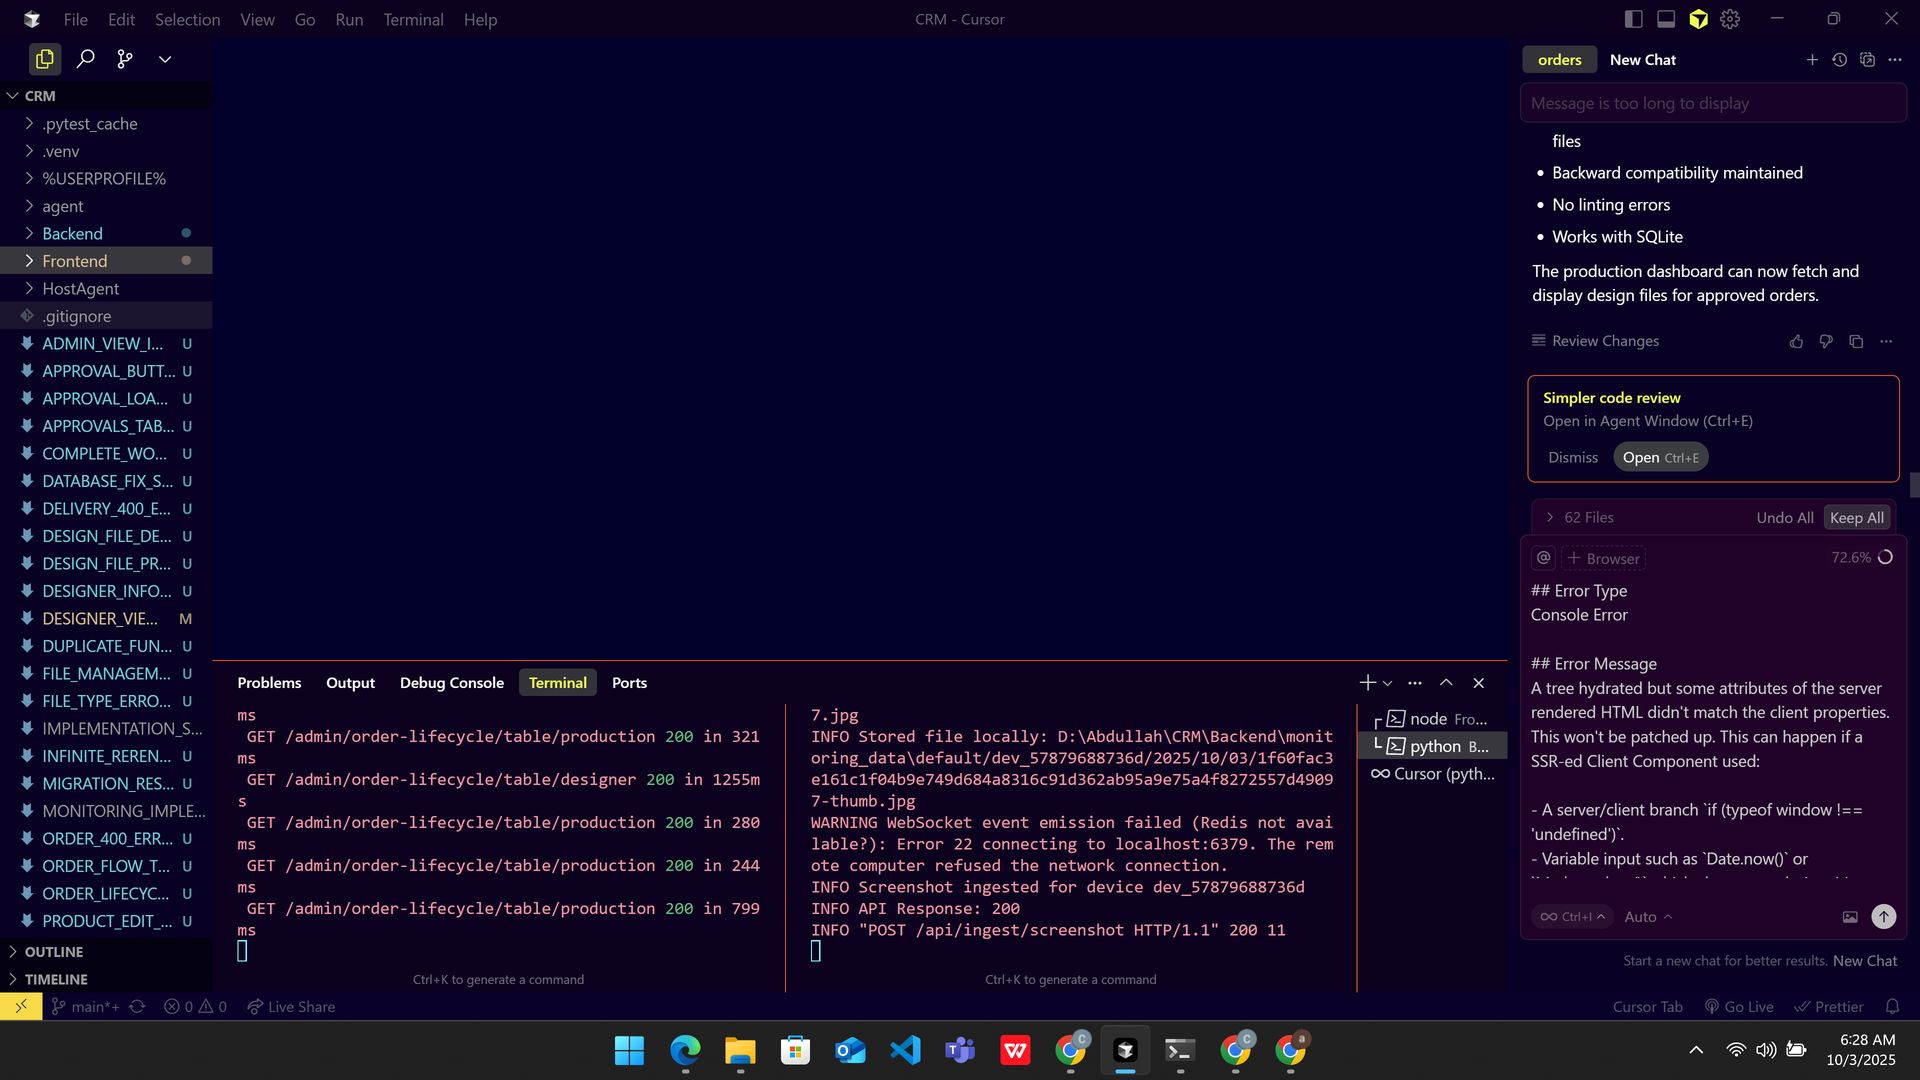 File Edit Selection View Go Run Terminal Help
CRM - Cursor
CRM
.pytest_cache
.venv
%USERPROFILE%
agent
Backend
Frontend
HostAgent
.gitignore
ADMIN_VIEW_I... U
APPROVAL_BUTT... U
APPROVAL_LOA... U
APPROVALS_TAB... U
COMPLETE_WO... U
DATABASE_FIX_S... U
DELIVERY_400_E... U
DESIGN_FILE_DE... U
DESIGN_FILE_PR... U
DESIGNER_INFO... U
DESIGNER_VIE... M
DUPLICATE_FUN... U
FILE_MANAGEM... U
FILE_TYPE_ERRO... U
IMPLEMENTATION_S...
INFINITE_REREN... U
MIGRATION_RES... U
MONITORING_IMPLE...
ORDER_400_ERR... U
ORDER_FLOW_T... U
ORDER_LIFECYC... U
PRODUCT_EDIT_... U
OUTLINE
TIMELINE
Problems Output Debug Console Terminal Ports
ms
GET /admin/order-lifecycle/table/production 200 in 321
ms
GET /admin/order-lifecycle/table/designer 200 in 1255m
s
GET /admin/order-lifecycle/table/production 200 in 280
ms
GET /admin/order-lifecycle/table/production 200 in 244
ms
GET /admin/order-lifecycle/table/production 200 in 799
ms
Ctrl+K to generate a command
7.jpg
INFO Stored file locally: D:\Abdullah\CRM\Backend\monit
oring_data\default/dev_57879688736d/2025/10/03/1f60fac3
e161c1f04b9e749d684a8316c91d362ab95a9e75a4f8272557d4909
7-thumb.jpg
WARNING WebSocket event emission failed (Redis not avai
lable?): Error 22 connecting to localhost:6379. The rem
ote computer refused the network connection.
INFO Screenshot ingested for device dev_57879688736d
INFO API Response: 200
INFO "POST /api/ingest/screenshot HTTP/1.1" 200 11
Ctrl+K to generate a command
node Fro...
python B...
Cursor (pyth...
orders New Chat
Message is too long to display
files
• Backward compatibility maintained
• No linting errors
• Works with SQLite
The production dashboard can now fetch and
display design files for approved orders.
Review Changes
Simpler code review
Open in Agent Window (Ctrl+E)
Dismiss Open Ctrl+E
62 Files Undo All Keep All
@ + Browser 72.6%
## Error Type
Console Error
## Error Message
A tree hydrated but some attributes of the server
rendered HTML didn't match the client properties.
This won't be patched up. This can happen if a
SSR-ed Client Component used:
- A server/client branch `if (typeof window !==
'undefined')`.
- Variable input such as `Date.now()` or
Ctrl+I Auto
Start a new chat for better results. New Chat
main*+ 0 0 Live Share
Cursor Tab Go Live Prettier
6:28 AM
10/3/2025